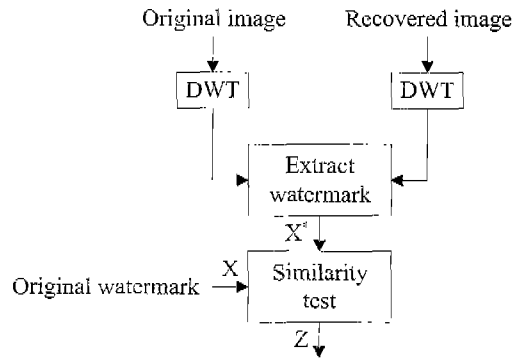 Original image
Recovered image
DWT
DWT
Extract
watermark
X*
X
Original watermark
Similarity
test
Z